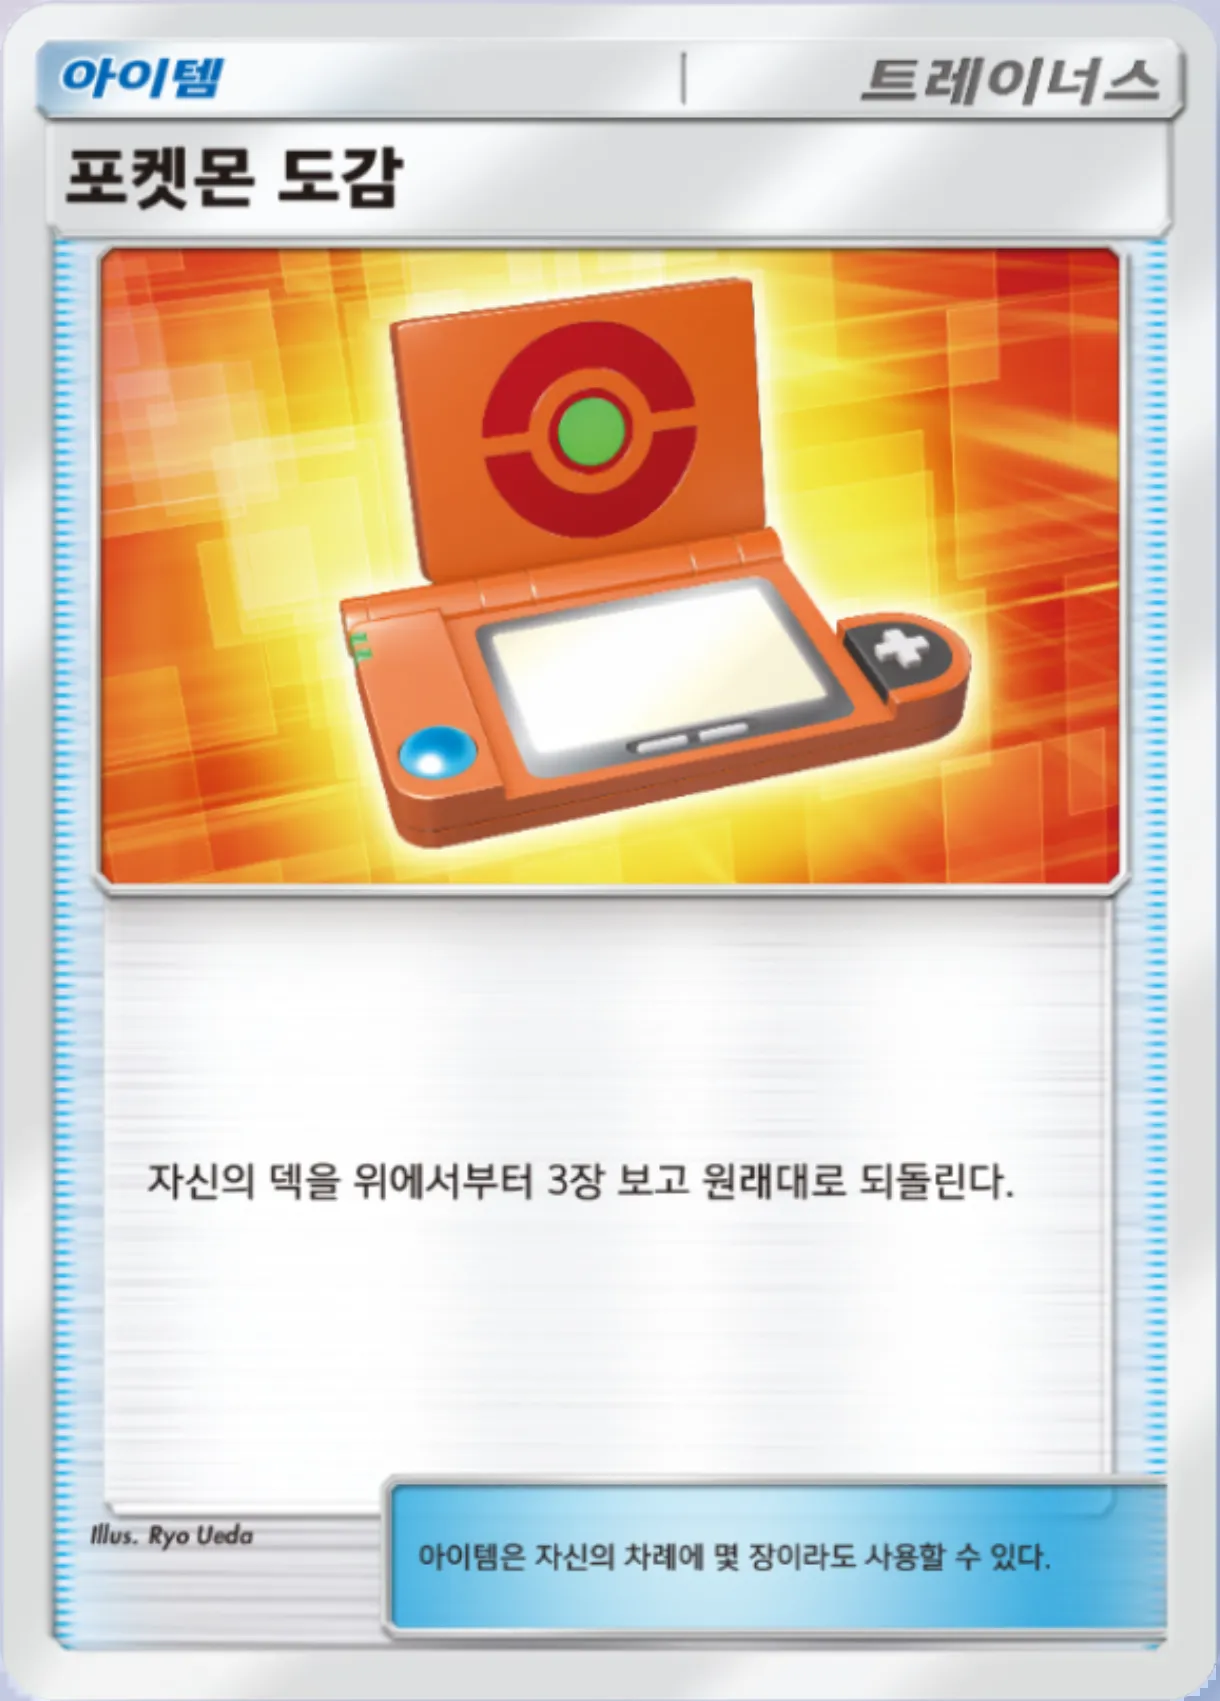 아이템
트레이너스
포켓몬 도감
자신의 덱을 위에서부터 3장 보고 원래대로 되돌린다.
Illus. Ryo Ueda
아이템은 자신의 차례에 몇 장이라도 사용할 수 있다.